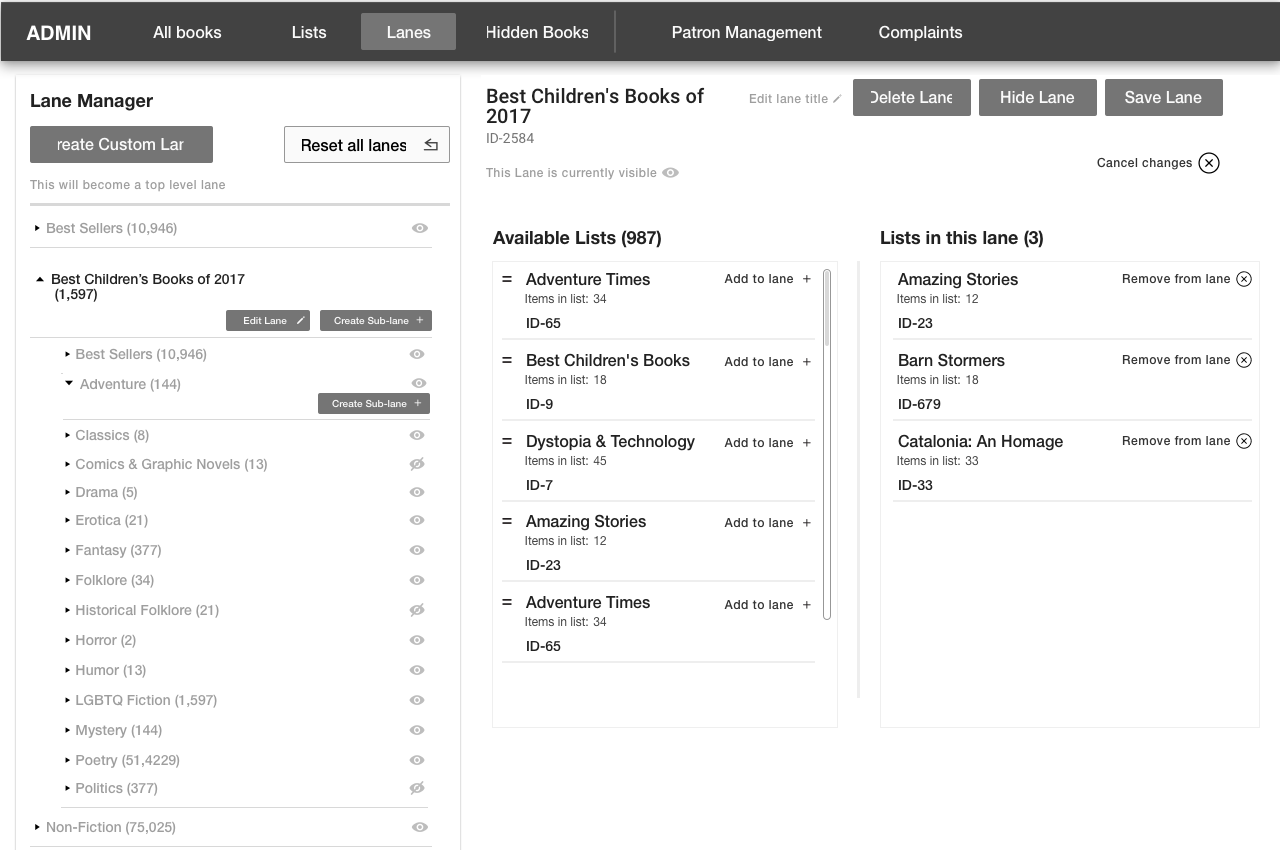 ADMIN All books Lists Lanes Hidden Books Patron Management Complaints
Lane Manager
reate Custom Lar
Reset all lanes
This will become a top level lane
Best Sellers (10,946)
Best Children's Books of 2017
(1,597)
Edit Lane
Create Sub-lane +
Best Sellers (10,946)
Adventure (144)
Create Sub-lane +
Classics (8)
Comics & Graphic Novels (13)
Drama (5)
Erotica (21)
Fantasy (377)
Folklore (34)
Historical Folklore (21)
Horror (2)
Humor (13)
LGBTQ Fiction (1,597)
Mystery (144)
Poetry (51,4229)
Politics (377)
Non-Fiction (75,025)
Best Children's Books of
2017
ID-2584
This Lane is currently visible
Edit lane title
Delete Lane
Hide Lane
Save Lane
Cancel changes
Available Lists (987)
Adventure Times Add to lane +
Items in list: 34
ID-65
Best Children's Books Add to lane +
Items in list: 18
ID-9
Dystopia & Technology Add to lane +
Items in list: 45
ID-7
Amazing Stories Add to lane +
Items in list: 12
ID-23
Adventure Times Add to lane +
Items in list: 34
ID-65
Lists in this lane (3)
Amazing Stories Remove from lane
Items in list: 12
ID-23
Barn Stormers Remove from lane
Items in list: 18
ID-679
Catalonia: An Homage Remove from lane
Items in list: 33
ID-33